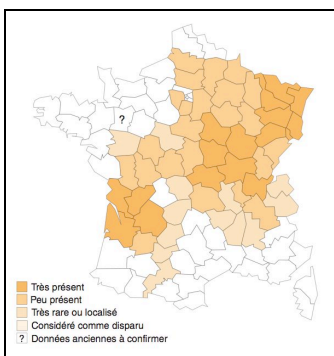 ?
Très présent
Peu présent
Très rare ou localisé
Considéré comme disparu
? Données anciennes à confirmer